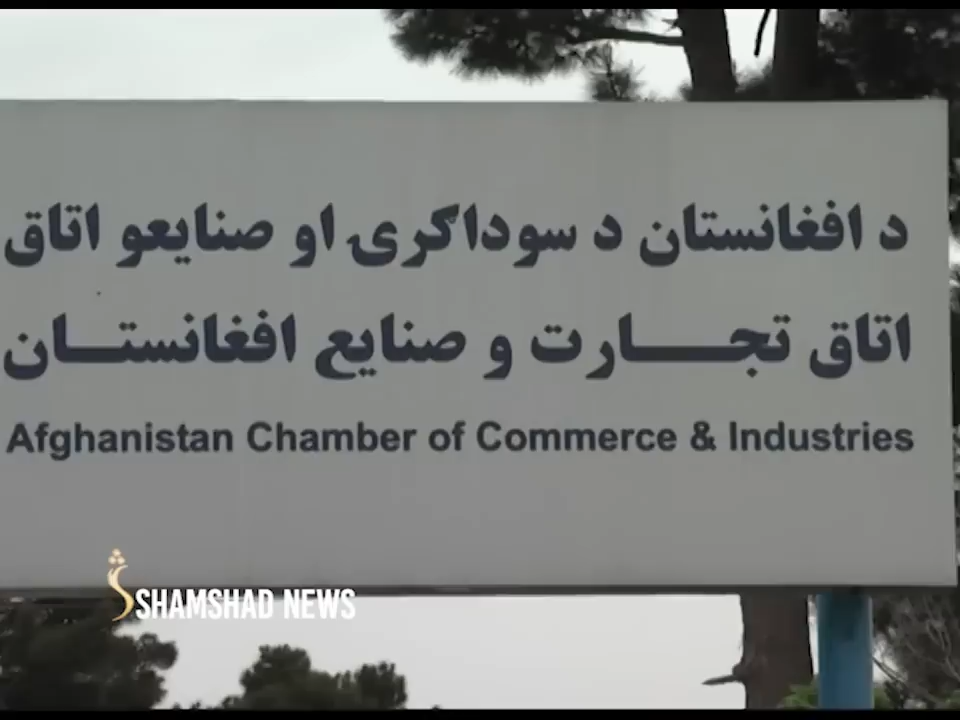 د افغانستان د سوداګرۍ او صنایعو اتاق
اتاق تجـــارت و صنایع افغانستـــان
Afghanistan Chamber of Commerce & Industries
SHAMSHAD NEWS